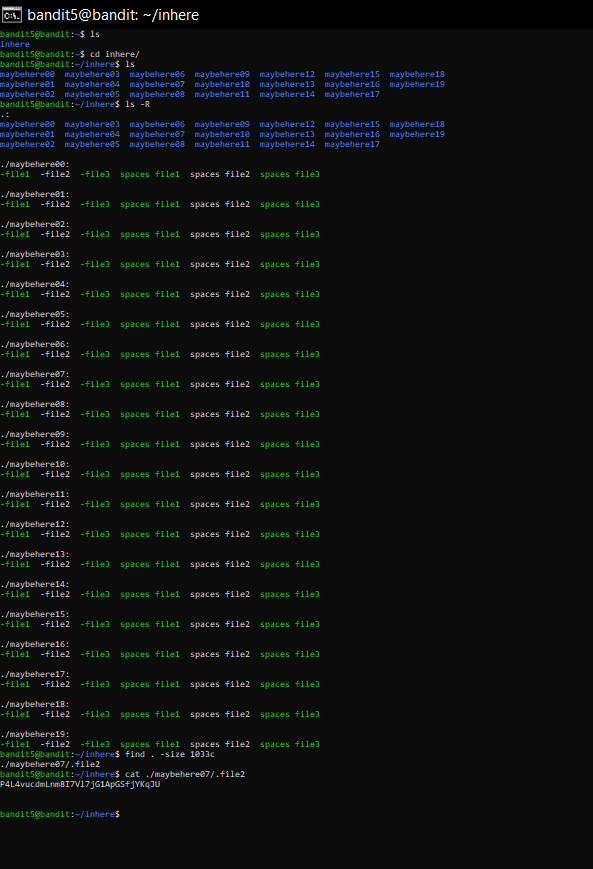 bandit5@bandit: ~/inhere
bandit5@bandit:~$ ls
inhere
bandit5@bandit:~$ cd inhere/
bandit5@bandit:~/inhere$ ls
maybehere00  maybehere03  maybehere06  maybehere09  maybehere12  maybehere15  maybehere18
maybehere01  maybehere04  maybehere07  maybehere10  maybehere13  maybehere16  maybehere19
maybehere02  maybehere05  maybehere08  maybehere11  maybehere14  maybehere17
bandit5@bandit:~/inhere$ ls -R
.:
maybehere00  maybehere03  maybehere06  maybehere09  maybehere12  maybehere15  maybehere18
maybehere01  maybehere04  maybehere07  maybehere10  maybehere13  maybehere16  maybehere19
maybehere02  maybehere05  maybehere08  maybehere11  maybehere14  maybehere17
./maybehere00:
-file1  -file2  -file3  spaces file1  spaces file2  spaces file3
./maybehere01:
-file1  -file2  -file3  spaces file1  spaces file2  spaces file3
./maybehere02:
-file1  -file2  -file3  spaces file1  spaces file2  spaces file3
./maybehere03:
-file1  -file2  -file3  spaces file1  spaces file2  spaces file3
./maybehere04:
-file1  -file2  -file3  spaces file1  spaces file2  spaces file3
./maybehere05:
-file1  -file2  -file3  spaces file1  spaces file2  spaces file3
./maybehere06:
-file1  -file2  -file3  spaces file1  spaces file2  spaces file3
./maybehere07:
-file1  -file2  -file3  spaces file1  spaces file2  spaces file3
./maybehere08:
-file1  -file2  -file3  spaces file1  spaces file2  spaces file3
./maybehere09:
-file1  -file2  -file3  spaces file1  spaces file2  spaces file3
./maybehere10:
-file1  -file2  -file3  spaces file1  spaces file2  spaces file3
./maybehere11:
-file1  -file2  -file3  spaces file1  spaces file2  spaces file3
./maybehere12:
-file1  -file2  -file3  spaces file1  spaces file2  spaces file3
./maybehere13:
-file1  -file2  -file3  spaces file1  spaces file2  spaces file3
./maybehere14:
-file1  -file2  -file3  spaces file1  spaces file2  spaces file3
./maybehere15:
-file1  -file2  -file3  spaces file1  spaces file2  spaces file3
./maybehere16:
-file1  -file2  -file3  spaces file1  spaces file2  spaces file3
./maybehere17:
-file1  -file2  -file3  spaces file1  spaces file2  spaces file3
./maybehere18:
-file1  -file2  -file3  spaces file1  spaces file2  spaces file3
./maybehere19:
-file1  -file2  -file3  spaces file1  spaces file2  spaces file3
bandit5@bandit:~/inhere$ find . -size 1033c
./maybehere07/.file2
bandit5@bandit:~/inhere$ cat ./maybehere07/.file2
P4L4vucdmLnm8I7Vl7jG1ApGSfjYKqJU
bandit5@bandit:~/inhere$